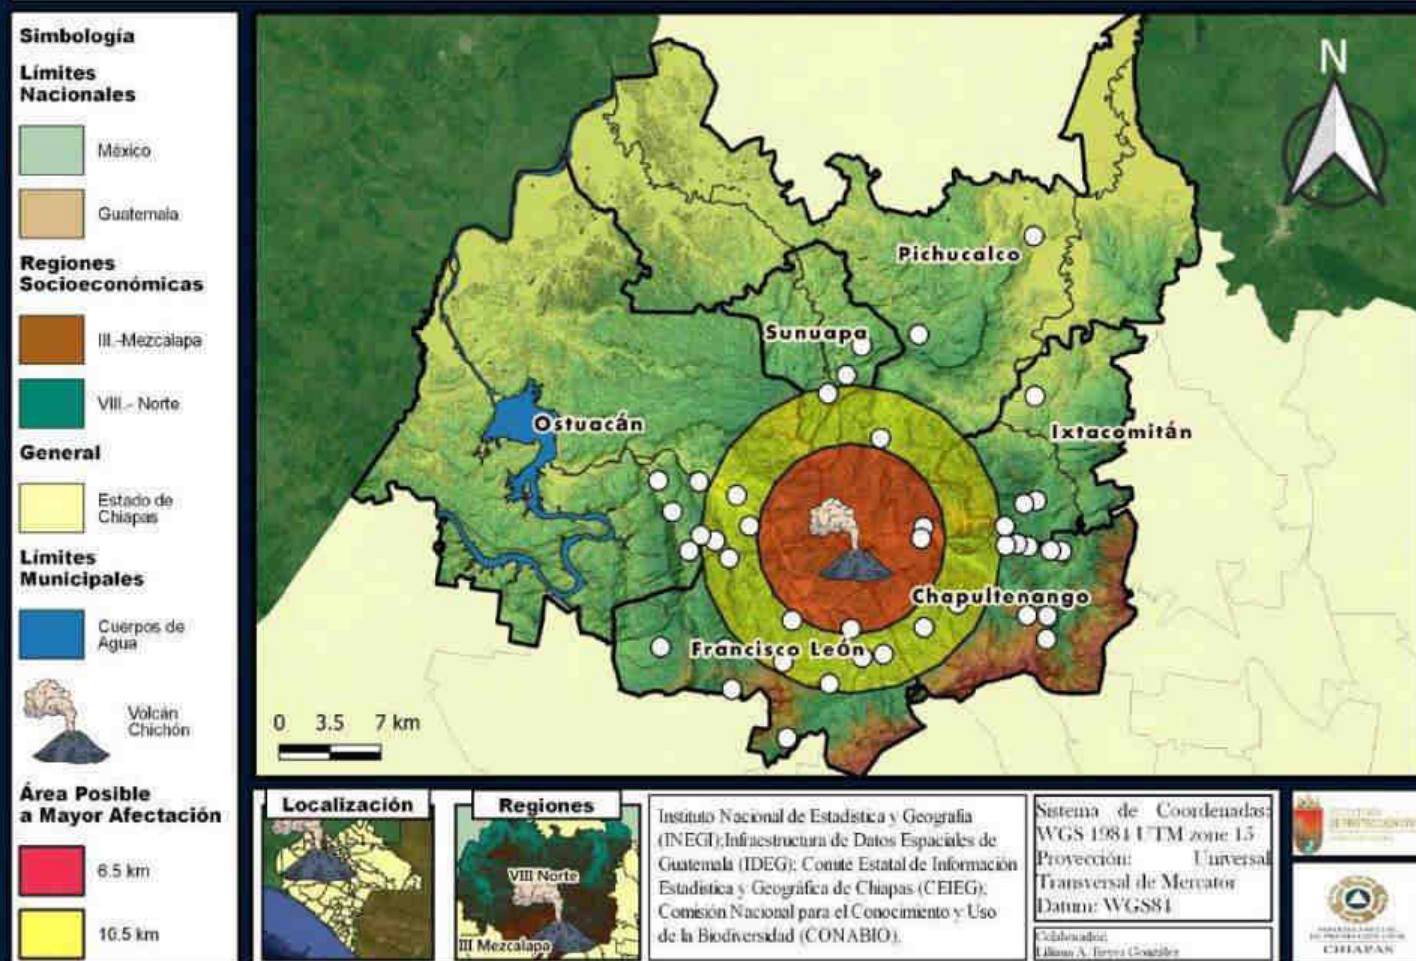 Simbología
Límites
Nacionales
México
Guatemala
Regiones
Socioeconómicas
III.-Mezcalapa
VIII.- Norte
General
Estado de
Chiapas
Límites
Municipales
Cuerpos de
Agua
Volcán
Chichón
Área Posible
a Mayor Afectación
6.5 km
10.5 km
N
Pichucalco
Sunuapa
Ostuacán
Ixtacomitán
Chapultenango
Francisco León
0 3.5 7 km
Localización
Regiones
VIII Norte
III Mezcalapa
Instituto Nacional de Estadística y Geografía
(INEGI);Infraestructura de Datos Espaciales de
Guatemala (IDEG); Comité Estatal de Información
Estadística y Geográfica de Chiapas (CEIEG);
Comisión Nacional para el Conocimiento y Uso
de la Biodiversidad (CONABIO).
Sistema de Coordenadas:
WGS 1984 UTM zone 15
Proyección: Universal
Transversal de Mercator
Datum: WGS84
Colaborador:
Liliana A. Reyes González
CHIAPAS